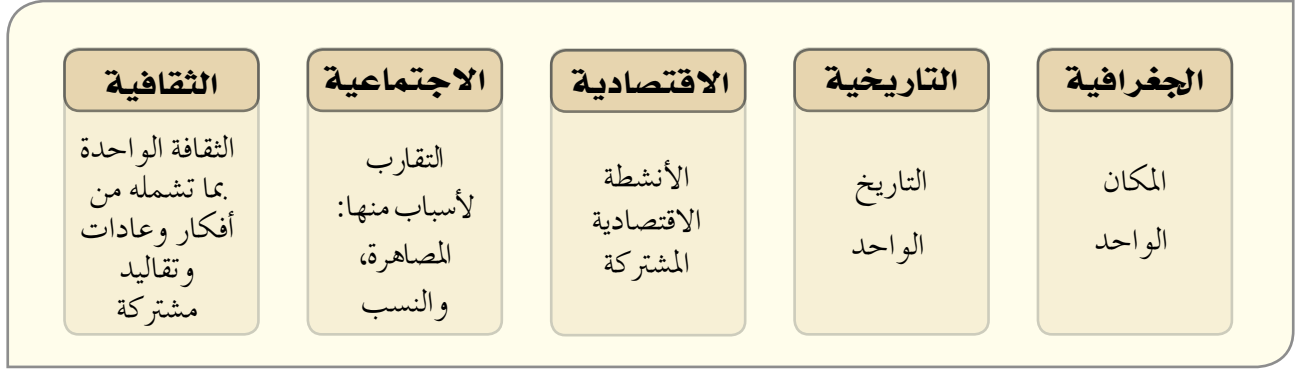 الجغرافية
المكان
الواحد
التاريخية
التاريخ
الواحد
الاقتصادية
الأنشطة
الاقتصادية
المشتركة
الاجتماعية
التقارب
لأسباب منها:
المصاهرة،
والنسب
الثقافية
الثقافة الواحدة
بما تشمله من
أفكار وعادات
وتقاليد
مشتركة